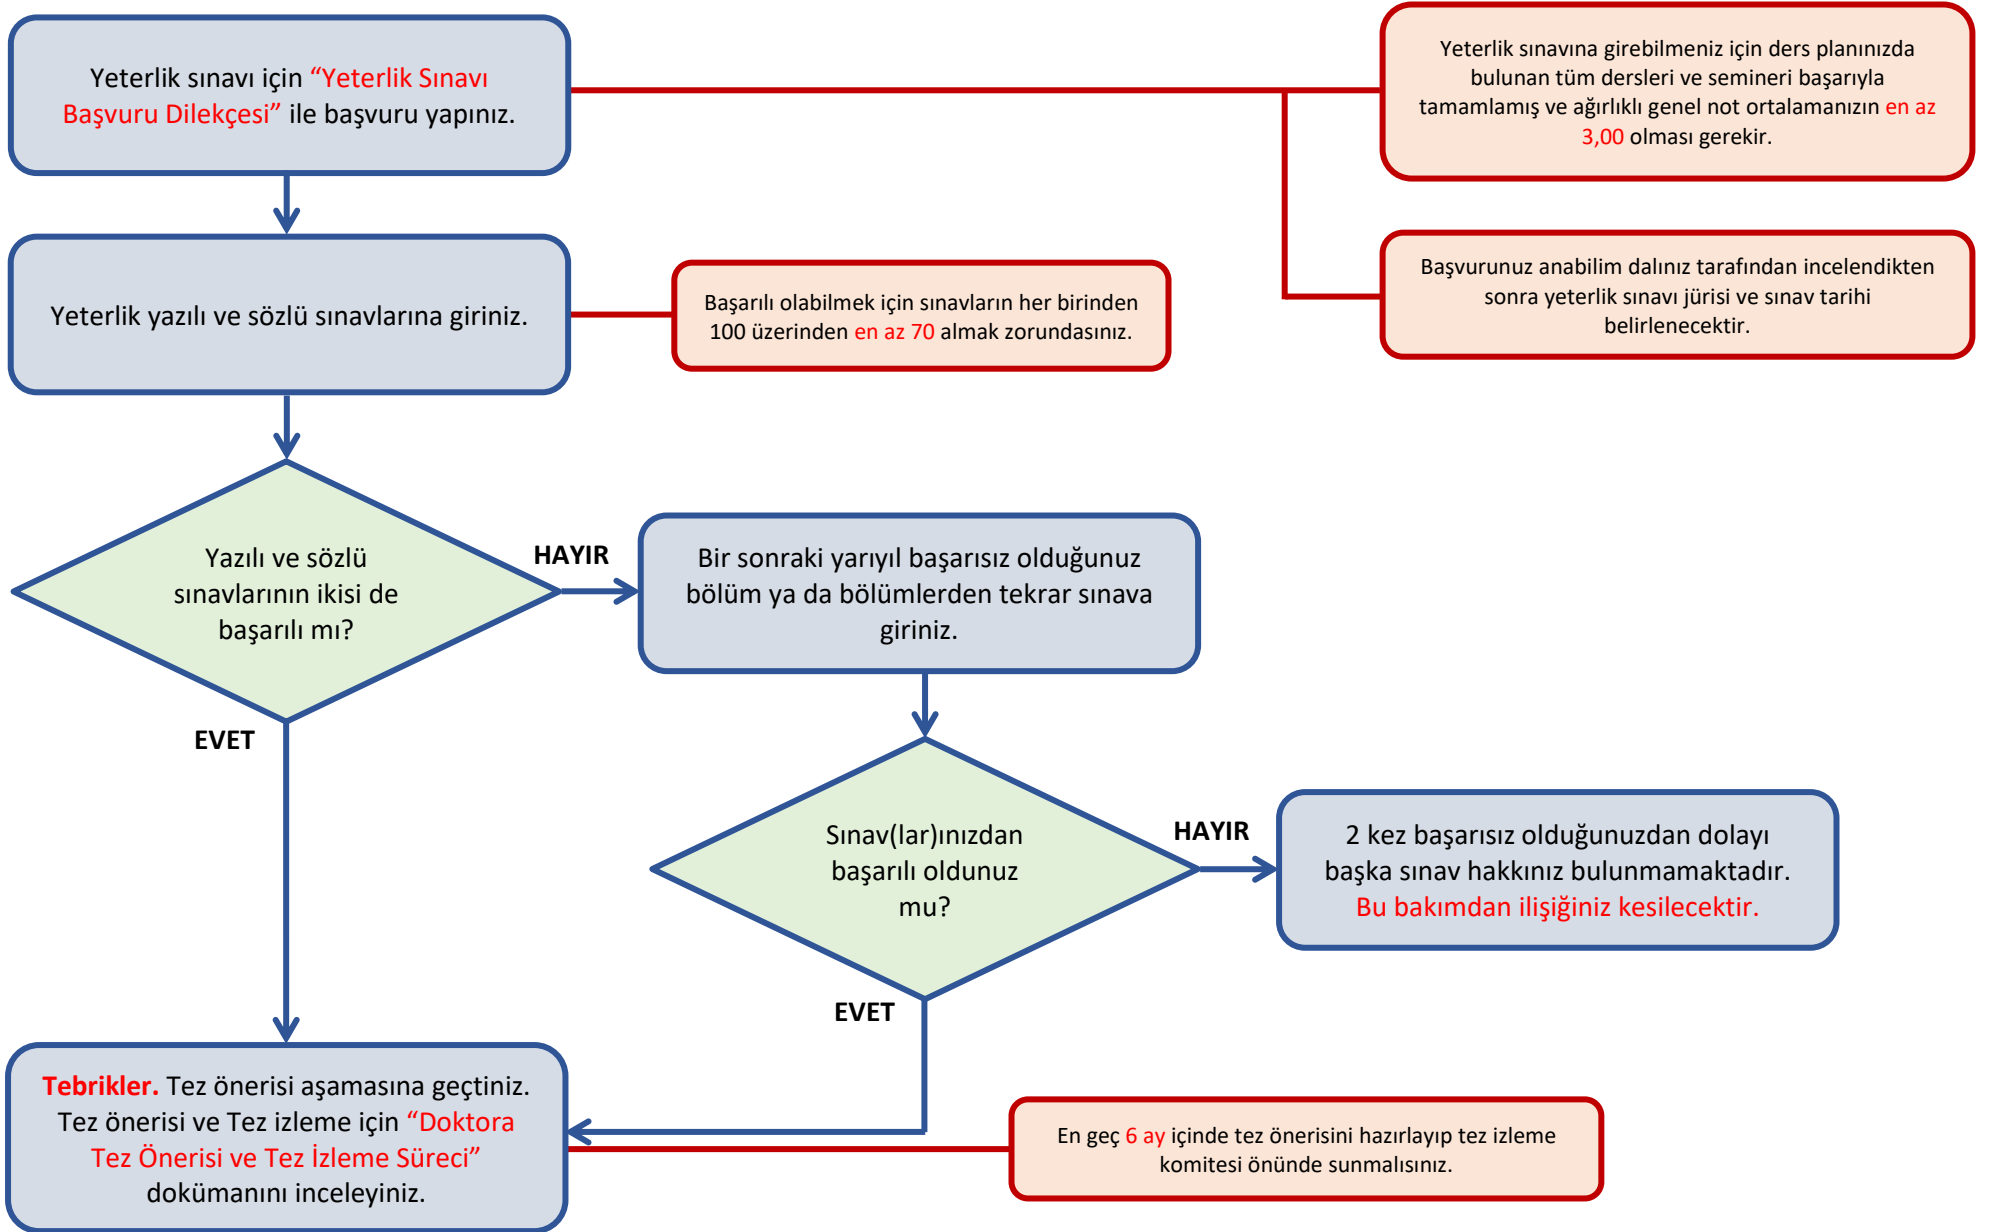 Yeterlik sınavı için “Yeterlik Sınavı
Başvuru Dilekçesi” ile başvuru yapınız.
Yeterlik sınavına girebilmeniz için ders planınızda
bulunan tüm dersleri ve semineri başarıyla
tamamlamış ve ağırlıklı genel not ortalamanızın en az
3,00 olması gerekir.
Başvurunuz anabilim dalınız tarafından incelendikten
sonra yeterlik sınavı jürisi ve sınav tarihi
belirlenecektir.
Yeterlik yazılı ve sözlü sınavlarına giriniz.
Başarılı olabilmek için sınavların her birinden
100 üzerinden en az 70 almak zorundasınız.
Yazılı ve sözlü
sınavlarının ikisi de
başarılı mı?
HAYIR
Bir sonraki yarıyıl başarısız olduğunuz
bölüm ya da bölümlerden tekrar sınava
giriniz.
EVET
Sınav(lar)ınızdan
başarılı oldunuz
mu?
HAYIR
2 kez başarısız olduğunuzdan dolayı
başka sınav hakkınız bulunmamaktadır.
Bu bakımdan ilişiğiniz kesilecektir.
EVET
Tebrikler. Tez önerisi aşamasına geçtiniz.
Tez önerisi ve Tez izleme için “Doktora
Tez Önerisi ve Tez İzleme Süreci”
dokümanını inceleyiniz.
En geç 6 ay içinde tez önerisini hazırlayıp tez izleme
komitesi önünde sunmalısınız.